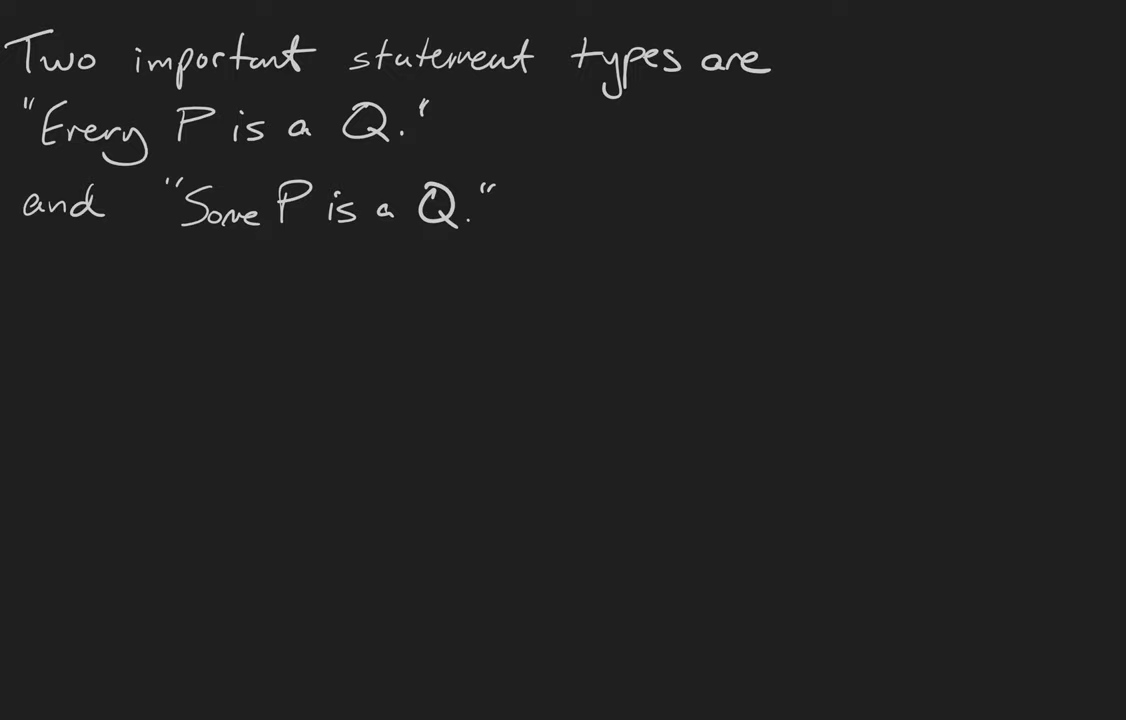 Two important statement types are
"Every P is a Q."
and "Some P is a Q."